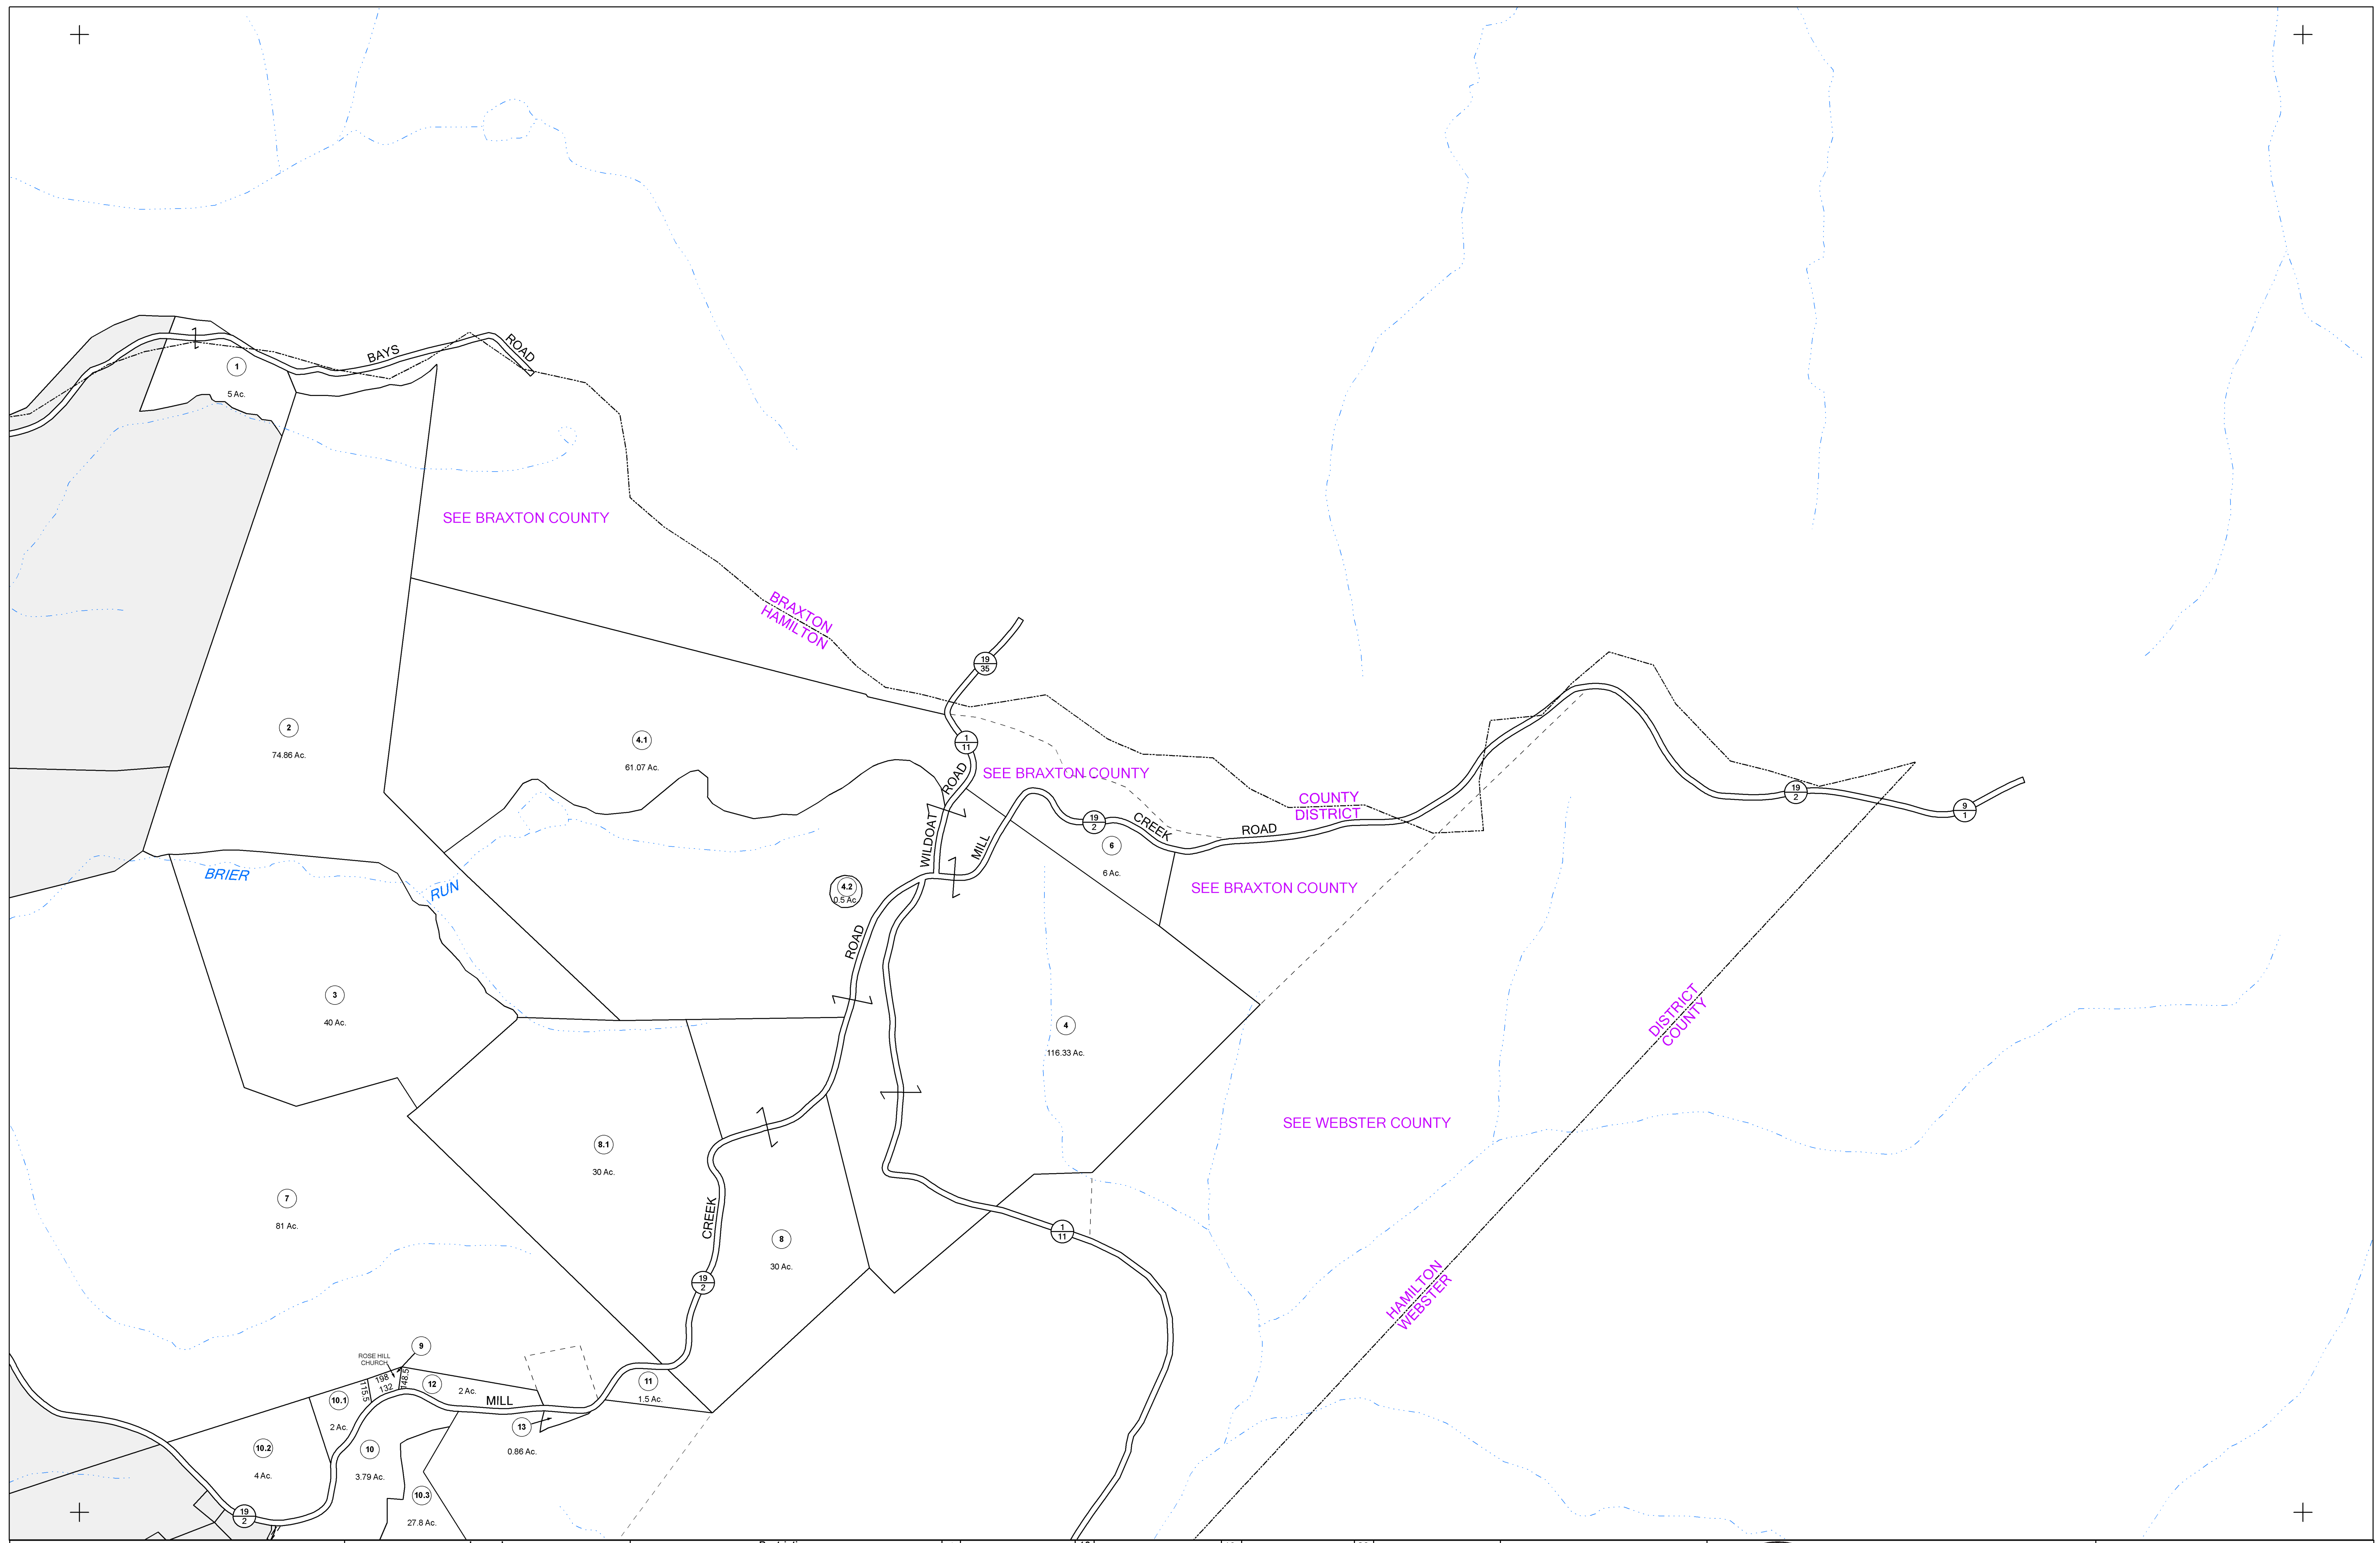 BAYS
ROAD
1
5 Ac.
SEE BRAXTON COUNTY
BRAXTON
HAMILTON
19
35
2
74.86 Ac.
4.1
61.07 Ac.
1
11
ROAD
SEE BRAXTON COUNTY
COUNTY
DISTRICT
19
2
9
1
WILDOAT
MILL
19
2
CREEK
ROAD
6
6 Ac.
BRIER
RUN
4.2
0.5 Ac.
SEE BRAXTON COUNTY
ROAD
3
40 Ac.
4
116.33 Ac.
DISTRICT
COUNTY
8.1
30 Ac.
SEE WEBSTER COUNTY
7
81 Ac.
CREEK
8
30 Ac.
1
11
19
2
HAMILTON
WEBSTER
9
ROSE HILL
CHURCH
198
132
115.5
148.5
12
2 Ac.
11
1.5 Ac.
10.1
2 Ac.
MILL
13
0.86 Ac.
10.2
4 Ac.
10
3.79 Ac.
10.3
27.8 Ac.
19
2